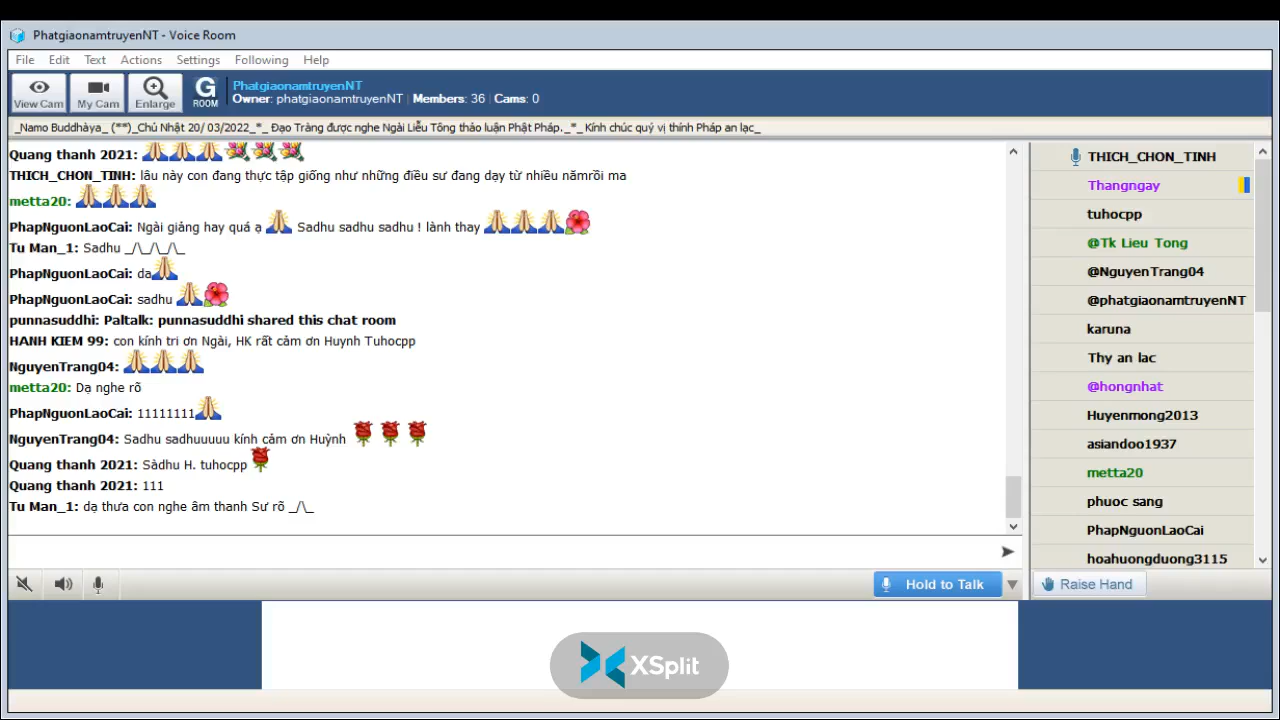 PhatgiaonamtruyenNT - Voice Room
File Edit Text Actions Settings Following Help
View Cam My Cam Enlarge G ROOM
PhatgiaonamtruyenNT
Owner: phatgiaonamtruyenNT | Members: 36 | Cams: 0
_Namo Buddhàya_ (**)_Chủ Nhật 20/ 03/2022_*_ Đạo Tràng được nghe Ngài Liễu Tông thảo luận Phật Pháp._*_ Kính chúc quý vị thính Pháp an lạc_
Quang thanh 2021:
THICH_CHON_TINH: lâu này con đang thực tập giống như những điều sư đang dạy từ nhiều nămrồi ma
metta20:
PhapNguonLaoCai: Ngài giảng hay quá ạ Sadhu sadhu sadhu ! lành thay
Tu Man_1: Sadhu _/\_/\_/\_
PhapNguonLaoCai: da
PhapNguonLaoCai: sadhu
punnasuddhi: Paltalk: punnasuddhi shared this chat room
HANH KIEM 99: con kính tri ơn Ngài, HK rất cảm ơn Huynh Tuhocpp
NguyenTrang04:
metta20: Dạ nghe rõ
PhapNguonLaoCai: 11111111
NguyenTrang04: Sadhu sadhuuuuu kính cảm ơn Huỳnh
Quang thanh 2021: Sàdhu H. tuhocpp
Quang thanh 2021: 111
Tu Man_1: dạ thưa con nghe âm thanh Sư rõ _/\_
Hold to Talk
THICH_CHON_TINH
Thangngay
tuhocpp
@Tk Lieu Tong
@NguyenTrang04
@phatgiaonamtruyenNT
karuna
Thy an lac
@hongnhat
Huyenmong2013
asiandoo1937
metta20
phuoc sang
PhapNguonLaoCai
hoahuongduong3115
Raise Hand
XSplit